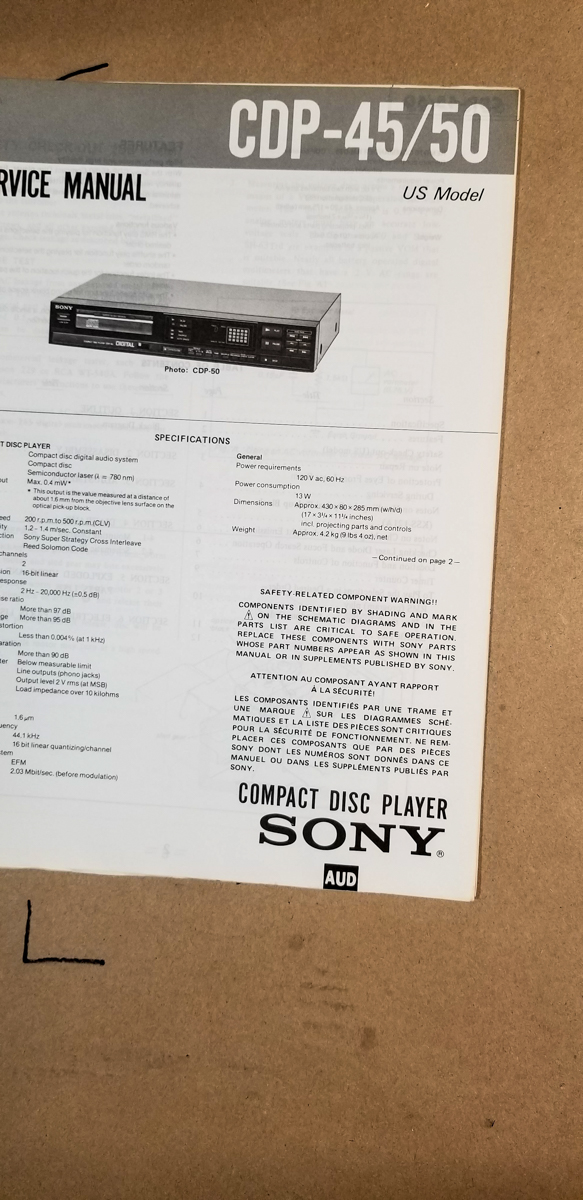 CDP-45/50
RVICE MANUAL
US Model
SONY
DIGITAL
Photo: CDP-50
SPECIFICATIONS
T DISC PLAYER
Compact disc digital audio system
Compact disc
Semiconductor laser (λ = 780 nm)
out Max. 0.4 mW*
* This output is the value measured at a distance of
about 1.6 mm from the objective lens surface on the
optical pick-up block.
eed 200 r.p.m. to 500 r.p.m. (CLV)
ity 1.2 - 1.4 m/sec. Constant
ction Sony Super Strategy Cross Interleave
Reed Solomon Code
channels
2
ion 16-bit linear
esponse
2 Hz - 20,000 Hz (±0.5 dB)
se ratio
More than 97 dB
ge More than 95 dB
stortion
Less than 0.004% (at 1 kHz)
aration
More than 90 dB
ter Below measurable limit
Line outputs (phono jacks)
Output level 2 V rms (at MSB)
Load impedance over 10 kilohms
1.6 µm
uency
44.1 kHz
16 bit linear quantizing/channel
stem
EFM
2.03 Mbit/sec. (before modulation)
General
Power requirements
120 V ac, 60 Hz
Power consumption
13 W
Dimensions Approx. 430 × 80 × 285 mm (w/h/d)
(17 × 3 1/4 × 11 1/4 inches)
incl. projecting parts and controls
Weight Approx. 4.2 kg (9 lbs 4 oz), net
— Continued on page 2 —
SAFETY-RELATED COMPONENT WARNING!!
COMPONENTS IDENTIFIED BY SHADING AND MARK
⚠ ON THE SCHEMATIC DIAGRAMS AND IN THE
PARTS LIST ARE CRITICAL TO SAFE OPERATION.
REPLACE THESE COMPONENTS WITH SONY PARTS
WHOSE PART NUMBERS APPEAR AS SHOWN IN THIS
MANUAL OR IN SUPPLEMENTS PUBLISHED BY SONY.
ATTENTION AU COMPOSANT AYANT RAPPORT
À LA SÉCURITÉ!
LES COMPOSANTS IDENTIFIÉS PAR UNE TRAME ET
UNE MARQUE ⚠ SUR LES DIAGRAMMES SCHÉ-
MATIQUES ET LA LISTE DES PIÈCES SONT CRITIQUES
POUR LA SÉCURITÉ DE FONCTIONNEMENT. NE REM-
PLACER CES COMPOSANTS QUE PAR DES PIÈCES
SONY DONT LES NUMÉROS SONT DONNÉS DANS CE
MANUEL OU DANS LES SUPPLÉMENTS PUBLIÉS PAR
SONY.
COMPACT DISC PLAYER
SONY®
AUD